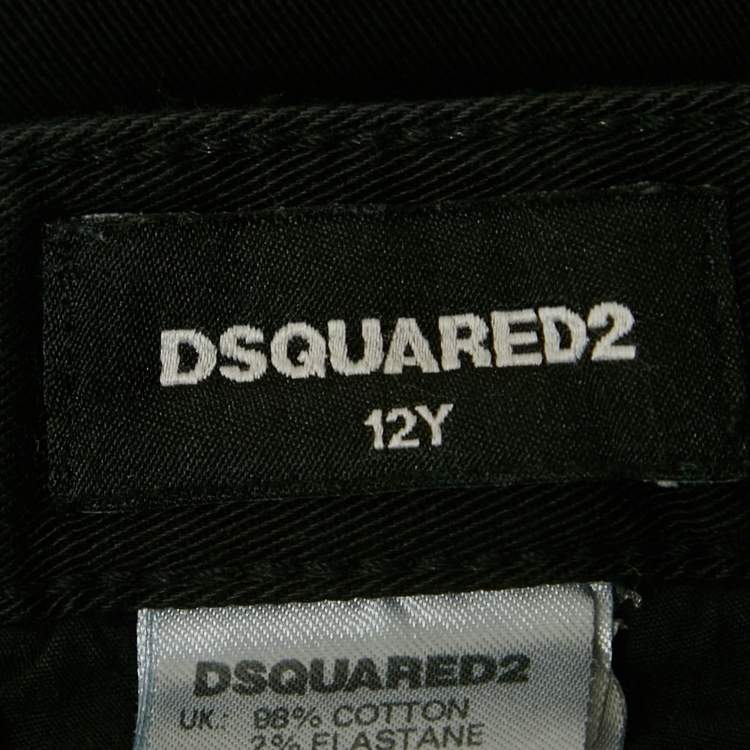 DSQUARED2
12Y
DSQUARED2
UK.: 98% COTTON
2% ELASTANE